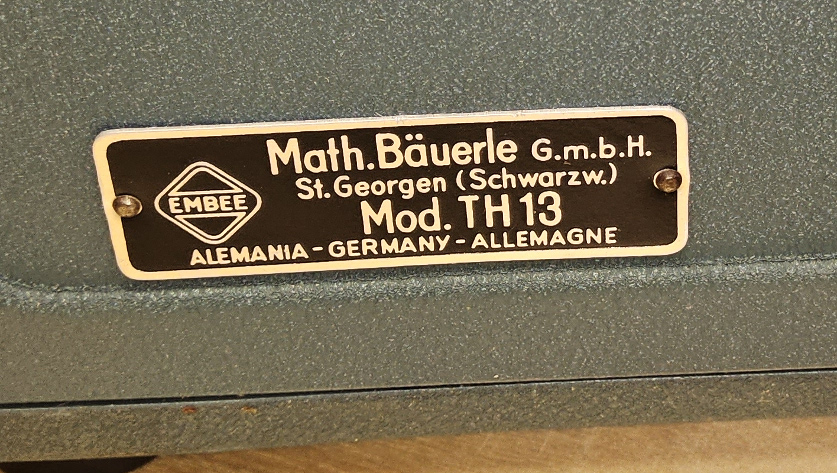 Math.Bäuerle G.m.b.H.
St.Georgen (Schwarzw.)
EMBEE
Mod. TH 13
ALEMANIA - GERMANY - ALLEMAGNE